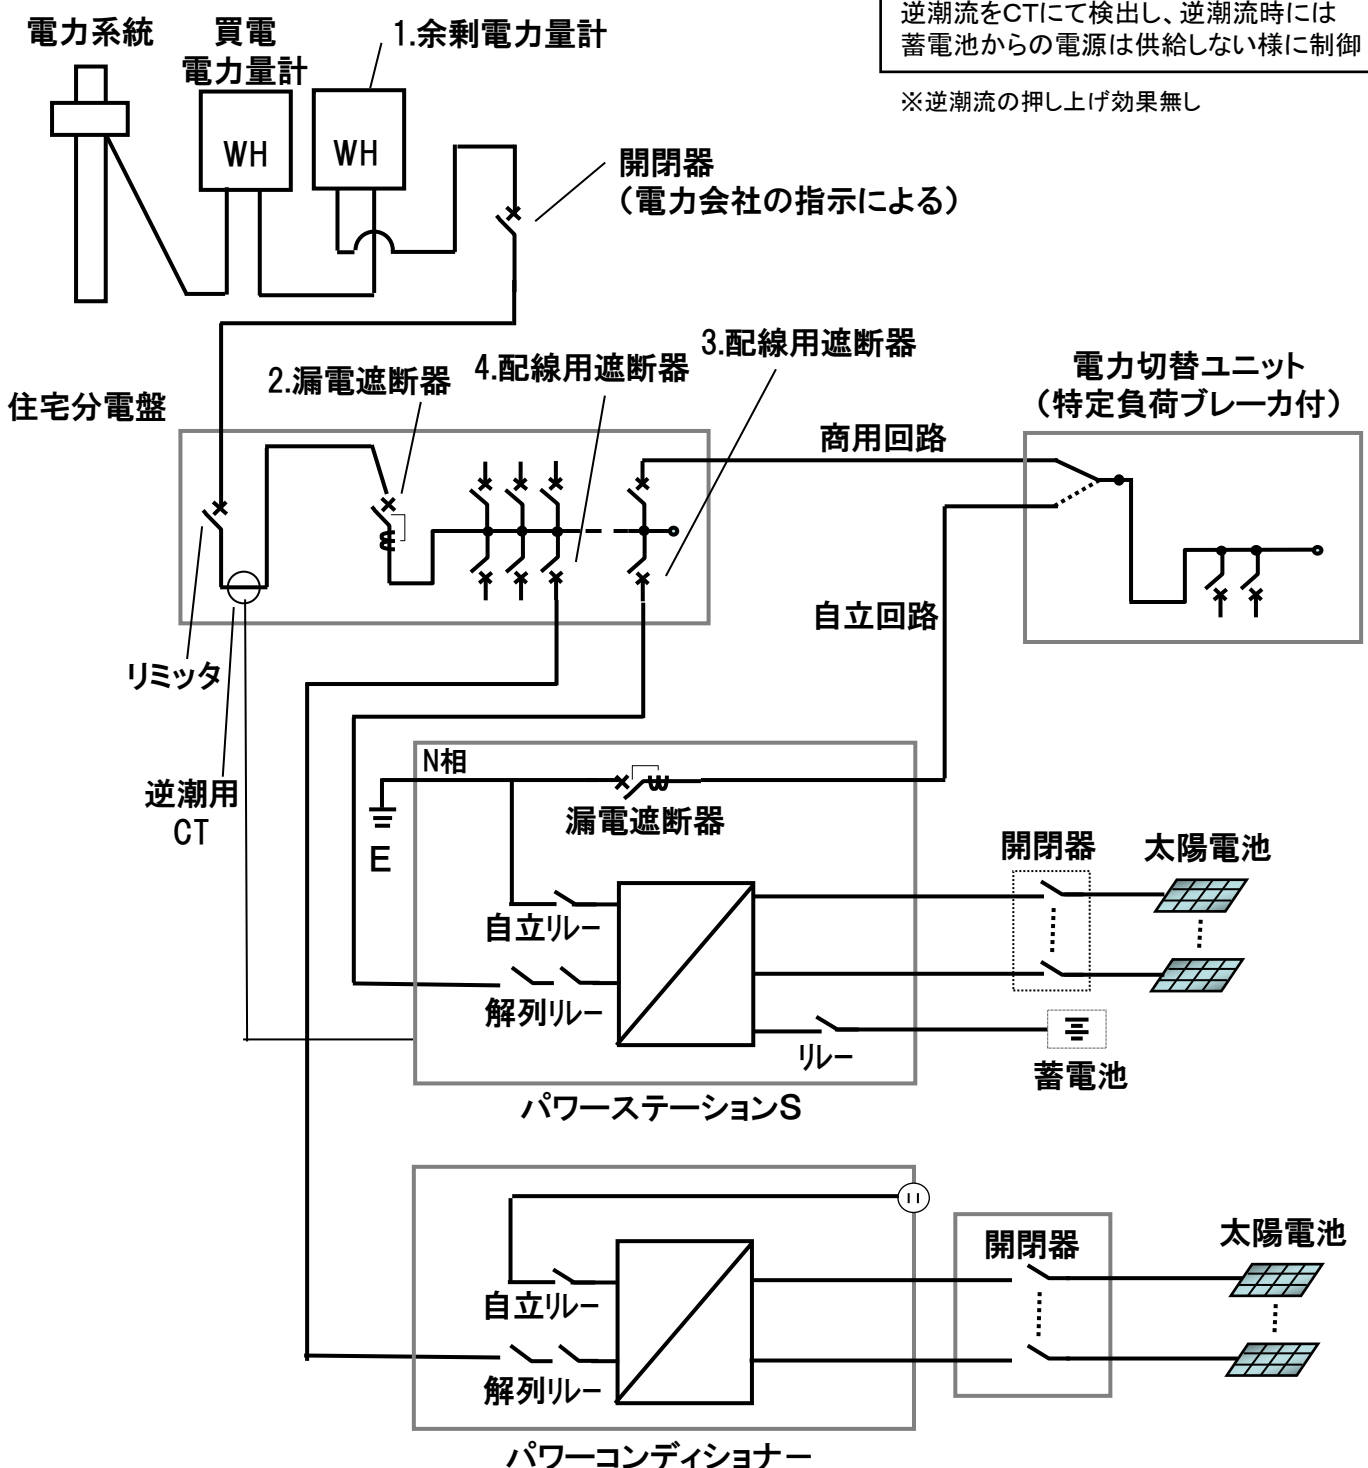 逆潮流をCTにて検出し、逆潮流時には
蓄電池からの電源は供給しない様に制御
※逆潮流の押し上げ効果無し
電力系統
買電
電力量計
1.余剰電力量計
WH
WH
開閉器
（電力会社の指示による）
住宅分電盤
2.漏電遮断器
4.配線用遮断器
3.配線用遮断器
電力切替ユニット
（特定負荷ブレーカ付）
商用回路
自立回路
リミッタ
逆潮用
CT
N相
E
漏電遮断器
開閉器
太陽電池
自立リレー
解列リレー
リレー
蓄電池
パワーステーションS
開閉器
太陽電池
自立リレー
解列リレー
パワーコンディショナー